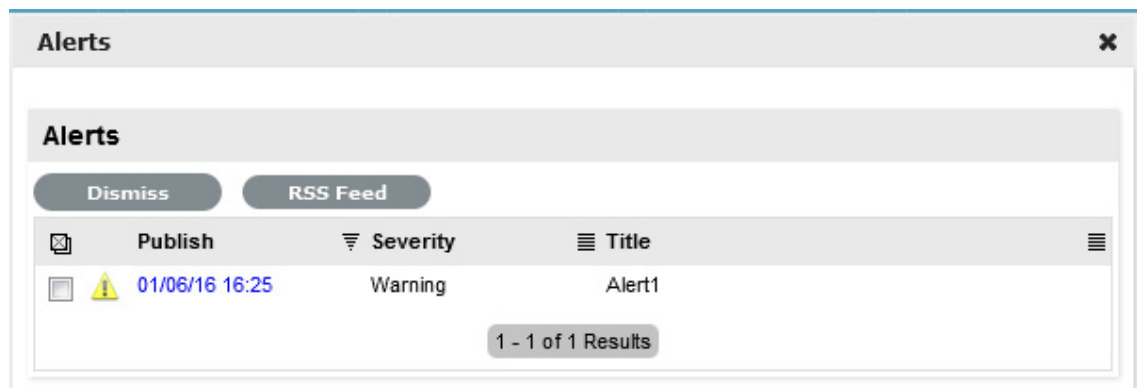 Alerts
Alerts
Dismiss RSS Feed
Publish Severity Title
01/06/16 16:25 Warning Alert1
1 - 1 of 1 Results